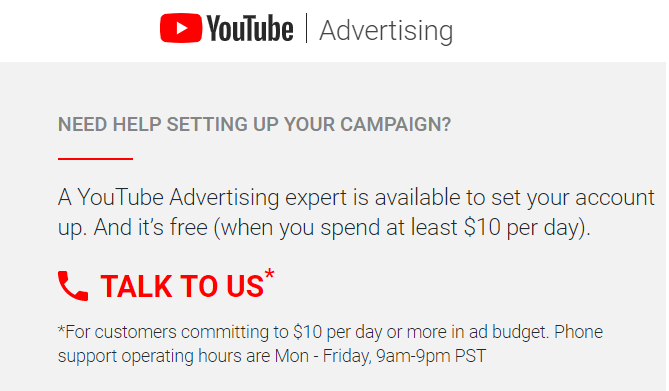 YouTube | Advertising
NEED HELP SETTING UP YOUR CAMPAIGN?
A YouTube Advertising expert is available to set your account
up. And it's free (when you spend at least $10 per day).
TALK TO US*
*For customers committing to $10 per day or more in ad budget. Phone
support operating hours are Mon - Friday, 9am-9pm PST